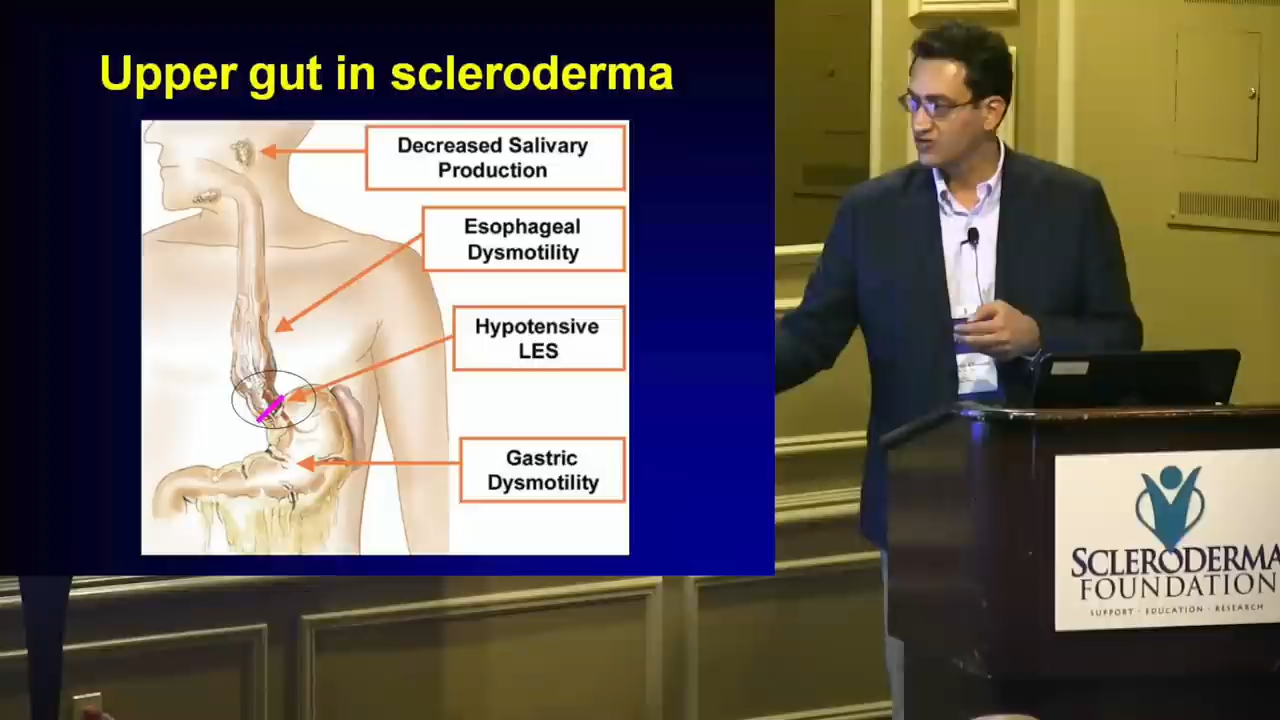 Upper gut in scleroderma
Decreased Salivary
Production
Esophageal
Dysmotility
Hypotensive
LES
Gastric
Dysmotility
SCLERODERMA
FOUNDATION
SUPPORT · EDUCATION · RESEARCH